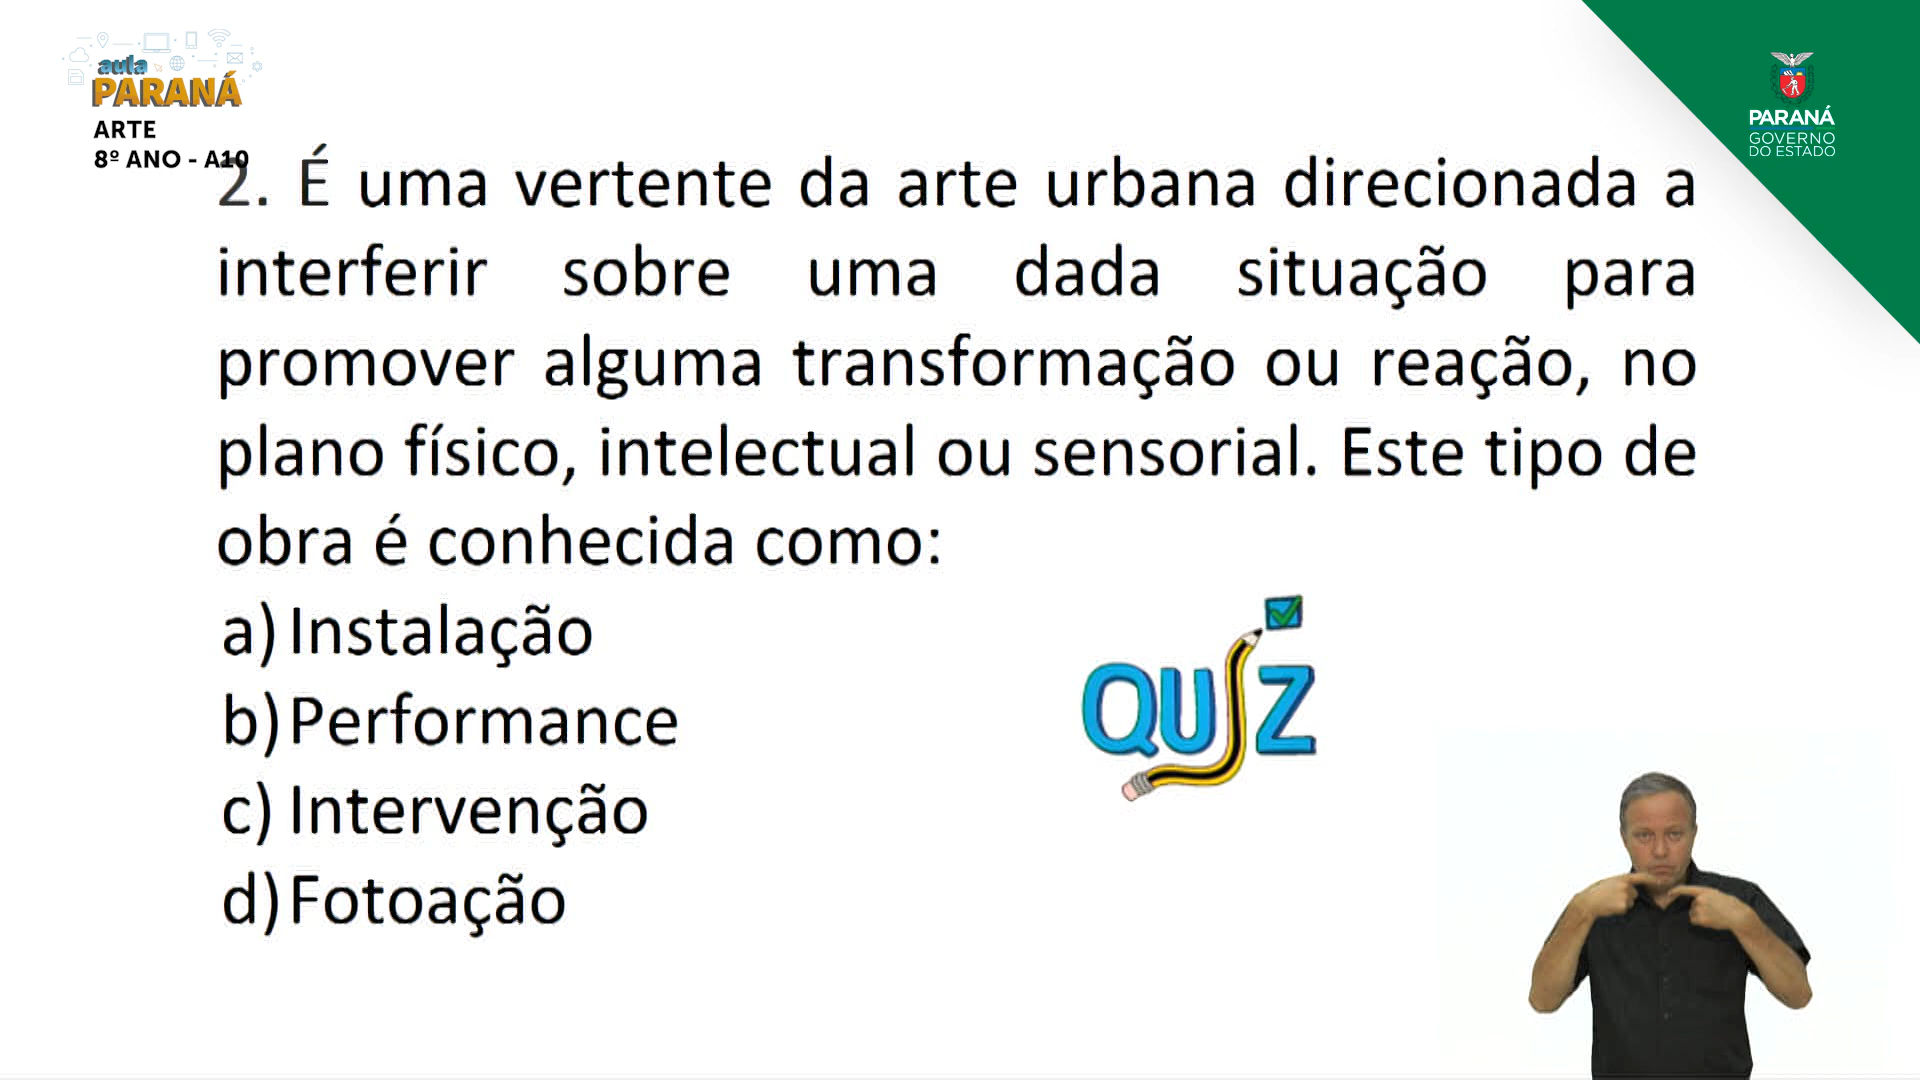 aula
PARANÁ
ARTE
8º ANO - A10
PARANÁ
GOVERNO
DO ESTADO
2. É uma vertente da arte urbana direcionada a
interferir sobre uma dada situação para
promover alguma transformação ou reação, no
plano físico, intelectual ou sensorial. Este tipo de
obra é conhecida como:
a) Instalação
b) Performance
c) Intervenção
d) Fotoação
QUIZ